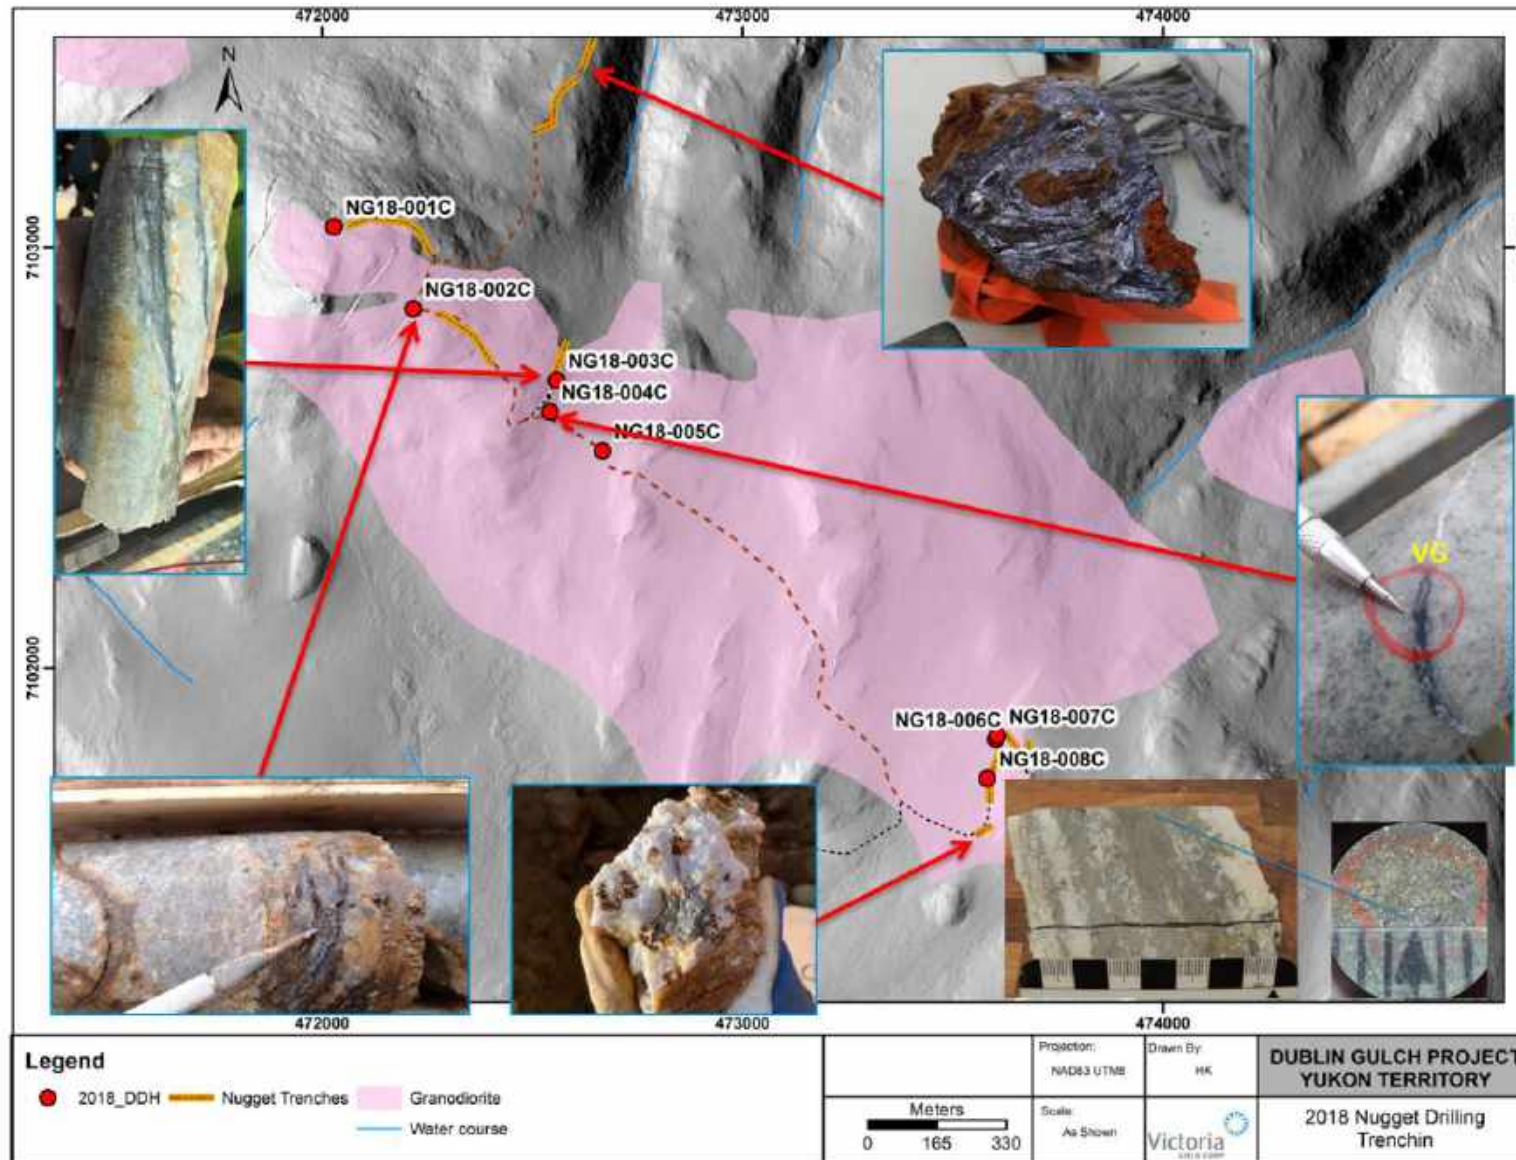 472000
473000
474000
N
7103000
7102000
NG18-001C
NG18-002C
NG18-003C
NG18-004C
NG18-005C
VG
NG18-006C
NG18-007C
NG18-008C
472000
473000
474000
Legend
2018_DDH
Nugget Trenches
Granodiorite
Water course
Meters
0 165 330
Projection:
NAD83 UTM8
Drawn By:
HK
Scale:
As Shown
Victoria
GOLD CORP
DUBLIN GULCH PROJECT
YUKON TERRITORY
2018 Nugget Drilling
Trenchin